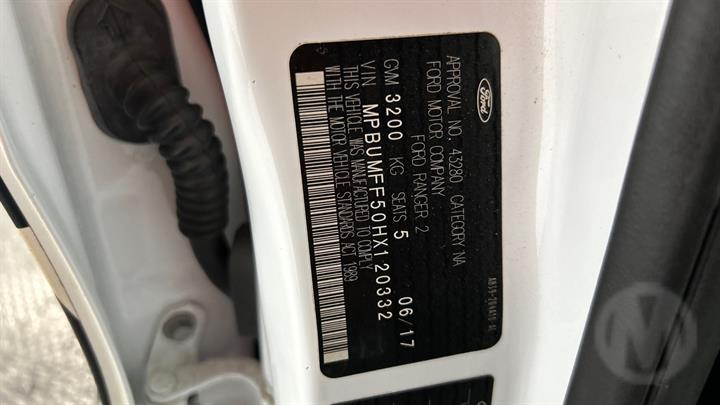 Ford
APPROVAL NO. 43280 CATEGORY NA
FORD MOTOR COMPANY
FORD RANGER 2
06/17
GVM 3200 KG SEATS 5
VIN MPBUMFF50HX120332
THIS VEHICLE WAS MANUFACTURED TO COMPLY
WITH THE MOTOR VEHICLE STANDARDS ACT 1989